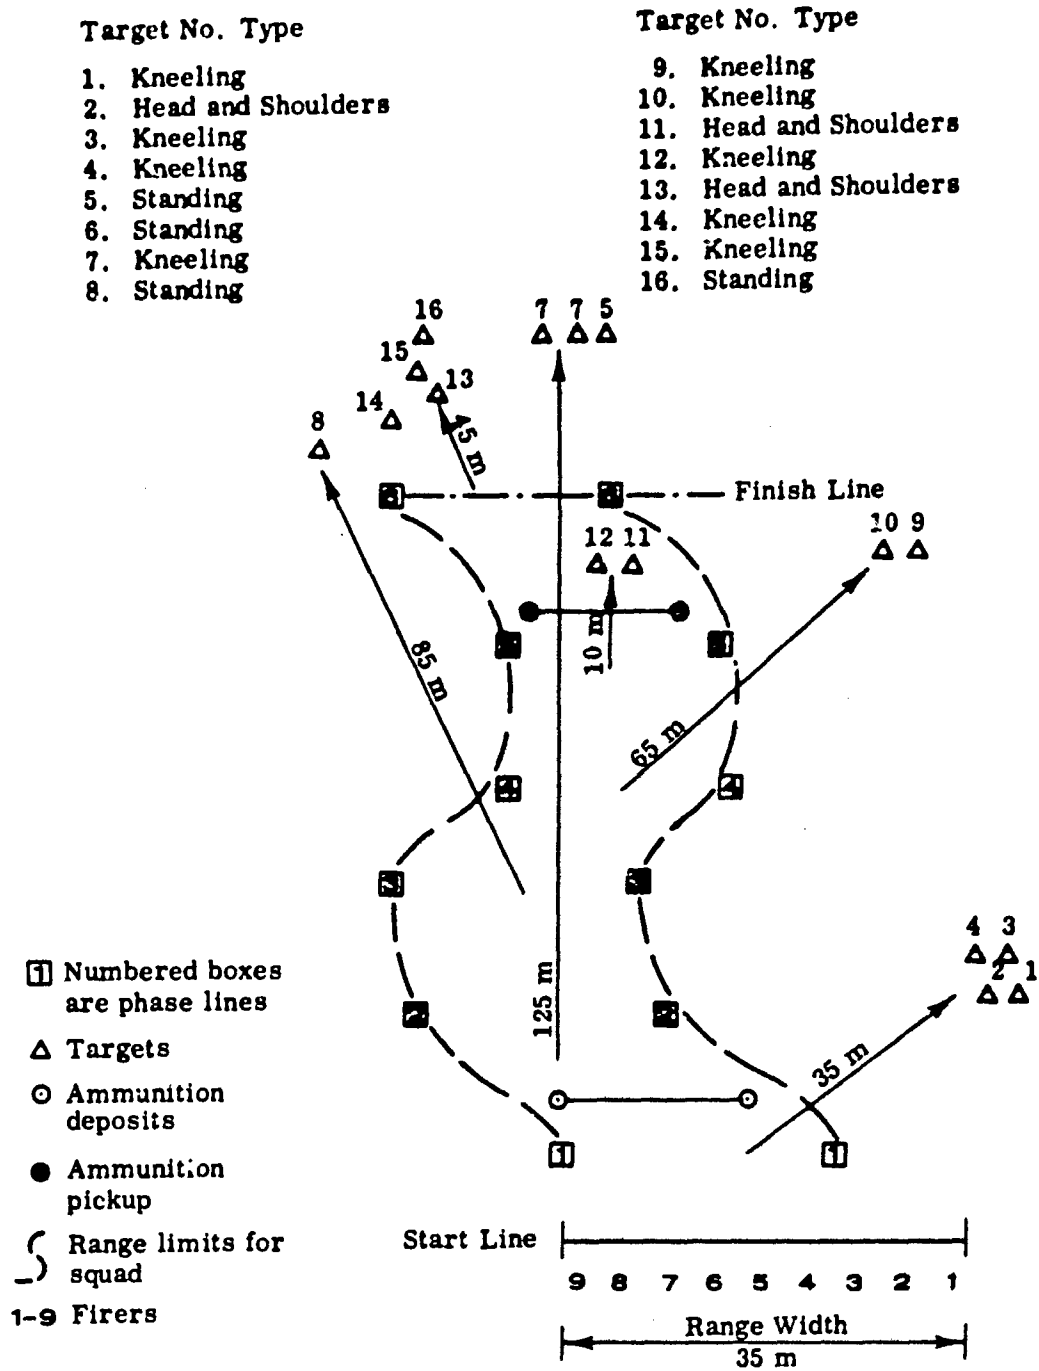 Target No. Type
1. Kneeling
2. Head and Shoulders
3. Kneeling
4. Kneeling
5. Standing
6. Standing
7. Kneeling
8. Standing
Target No. Type
9. Kneeling
10. Kneeling
11. Head and Shoulders
12. Kneeling
13. Head and Shoulders
14. Kneeling
15. Kneeling
16. Standing
16
7 7 5
15
13
14
8
45 m
Finish Line
10 9
12 11
10 m
85 m
65 m
4
4
4 3
2 1
125 m
35 m
1 Numbered boxes
are phase lines
Targets
Ammunition
deposits
Ammunition
pickup
Range limits for
squad
1-9 Firers
1
1
Start Line
9 8 7 6 5 4 3 2 1
Range Width
35 m